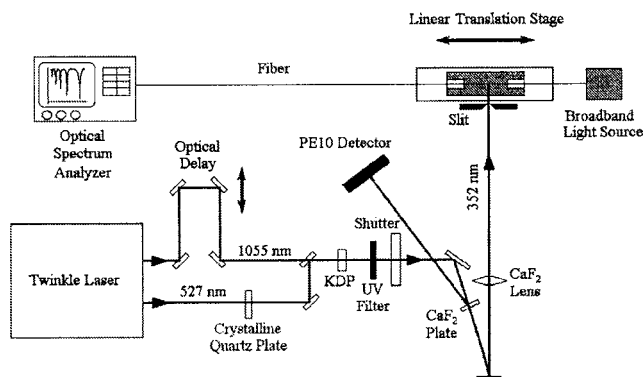 Linear Translation Stage
Fiber
Slit
Broadband
Light Source
Optical
Spectrum
Analyzer
Optical
Delay
PE10 Detector
352 nm
Shutter
1055 nm
Twinkle Laser
527 nm
KDP
UV
Filter
CaF2
Lens
CaF2
Plate
Crystalline
Quartz Plate